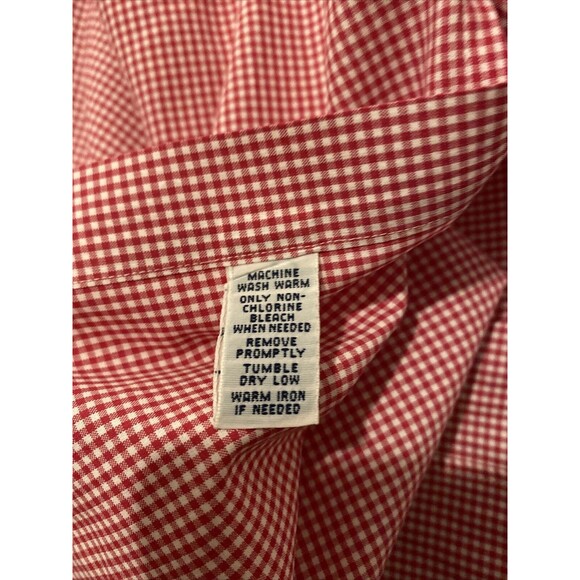 MACHINE
WASH WARM
ONLY NON-
CHLORINE
BLEACH
WHEN NEEDED
REMOVE
PROMPTLY
TUMBLE
DRY LOW
WARM IRON
IF NEEDED